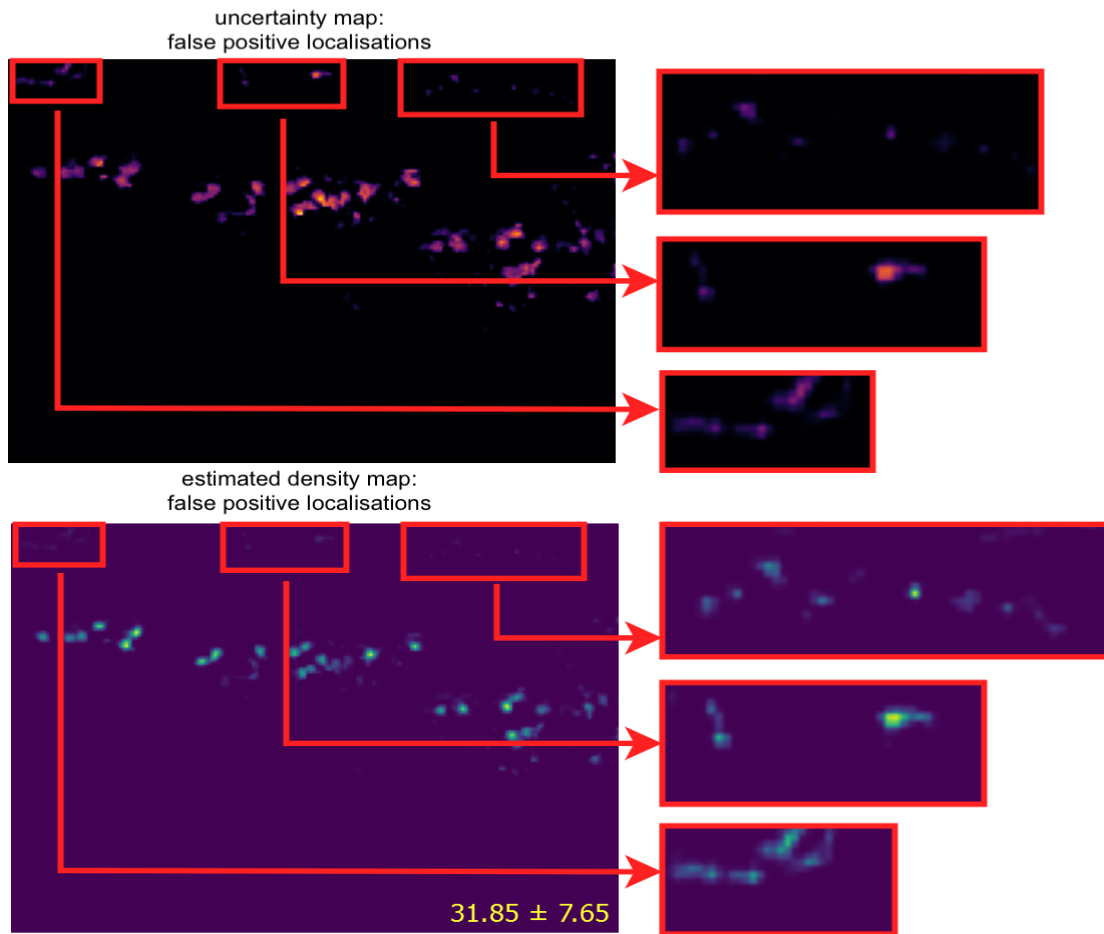 uncertainty map:
false positive localisations
estimated density map:
false positive localisations
31.85 ± 7.65